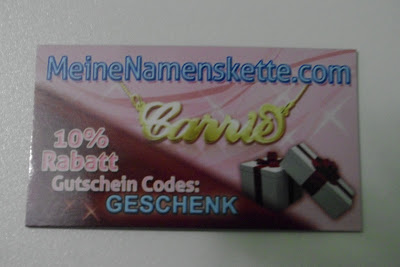 MeineNamenskette.com
Carrie
10%
Rabatt
Gutschein Codes:
GESCHENK